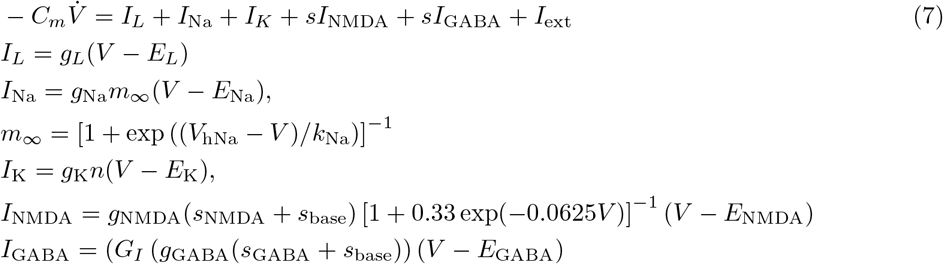 − C_m V̇ = I_L + I_Na + I_K + sI_NMDA + sI_GABA + I_ext (7)
I_L = g_L(V − E_L)
I_Na = g_Na m_∞(V − E_Na),
m_∞ = [1 + exp ((V_hNa − V)/k_Na)]^−1
I_K = g_K n(V − E_K),
I_NMDA = g_NMDA(s_NMDA + s_base) [1 + 0.33 exp(−0.0625V)]^−1 (V − E_NMDA)
I_GABA = (G_I (g_GABA(s_GABA + s_base)) (V − E_GABA)